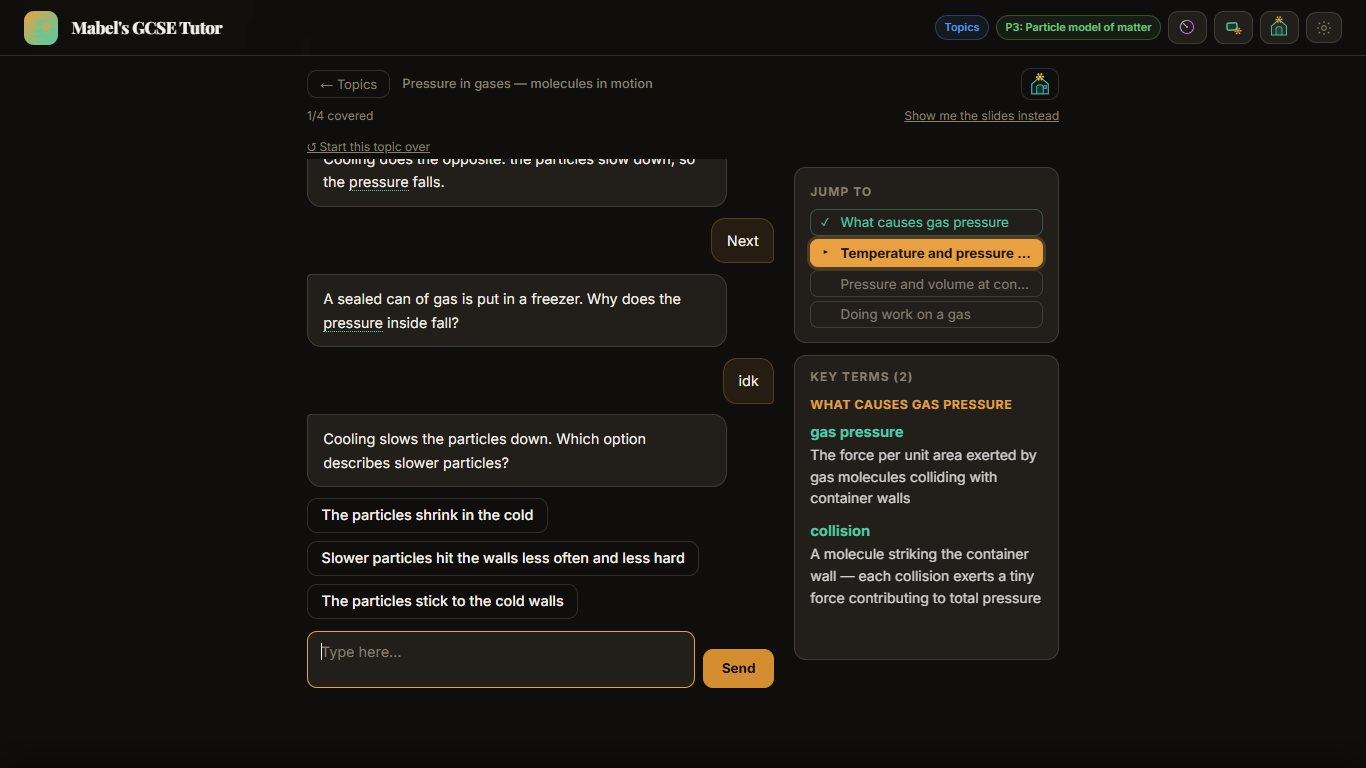 Mabel's GCSE Tutor
Topics
P3: Particle model of matter
← Topics
Pressure in gases — molecules in motion
1/4 covered
Show me the slides instead
↺ Start this topic over
Cooling does the opposite: the particles slow down, so
the pressure falls.
Next
A sealed can of gas is put in a freezer. Why does the
pressure inside fall?
idk
Cooling slows the particles down. Which option
describes slower particles?
The particles shrink in the cold
Slower particles hit the walls less often and less hard
The particles stick to the cold walls
Type here...
Send
JUMP TO
✓ What causes gas pressure
▸ Temperature and pressure ...
Pressure and volume at con...
Doing work on a gas
KEY TERMS (2)
WHAT CAUSES GAS PRESSURE
gas pressure
The force per unit area exerted by
gas molecules colliding with
container walls
collision
A molecule striking the container
wall — each collision exerts a tiny
force contributing to total pressure